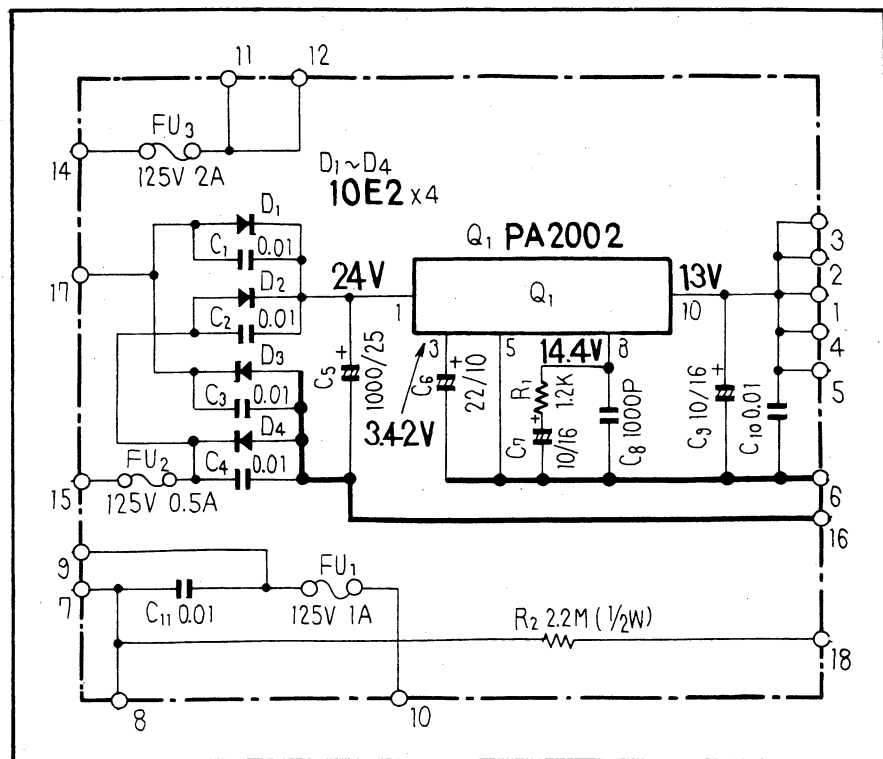 11 12
FU3
14
125V 2A
D1~D4
10E2 x4
D1
C1 0.01
Q1 PA2002
3
17
D2
24V
Q1
13V
2
1
10
1
C2 0.01
3
5
14.4V
8
4
D3
C5
1000/25
C6
22/10
R1
1.2K
C3 0.01
5
C7
10/16
C8 1000P
C9 10/16
C10 0.01
D4
3.42V
FU2
C4 0.01
15
125V 0.5A
6
16
9
FU1
7
C11 0.01
125V 1A
R2 2.2M (1/2W)
18
8
10